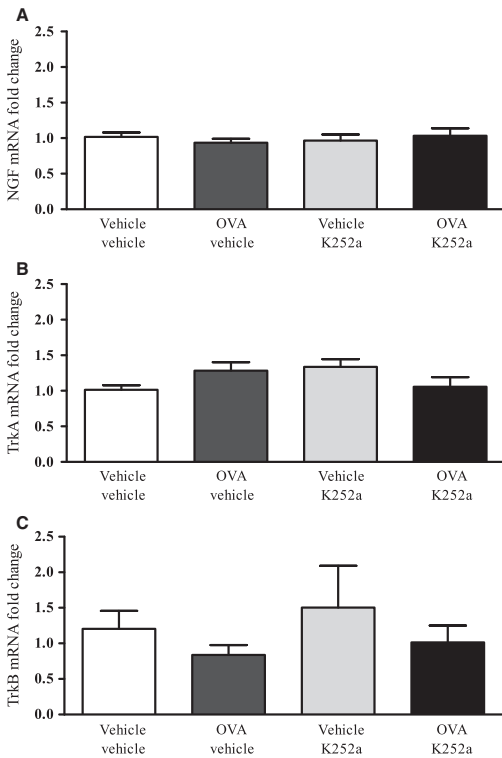 A
NGF mRNA fold change
2.5
2.0
1.5
1.0
0.5
0.0
Vehicle OVA Vehicle OVA
vehicle vehicle K252a K252a
B
TrkA mRNA fold change
2.5
2.0
1.5
1.0
0.5
0.0
Vehicle OVA Vehicle OVA
vehicle vehicle K252a K252a
C
TrkB mRNA fold change
2.5
2.0
1.5
1.0
0.5
0.0
Vehicle OVA Vehicle OVA
vehicle vehicle K252a K252a